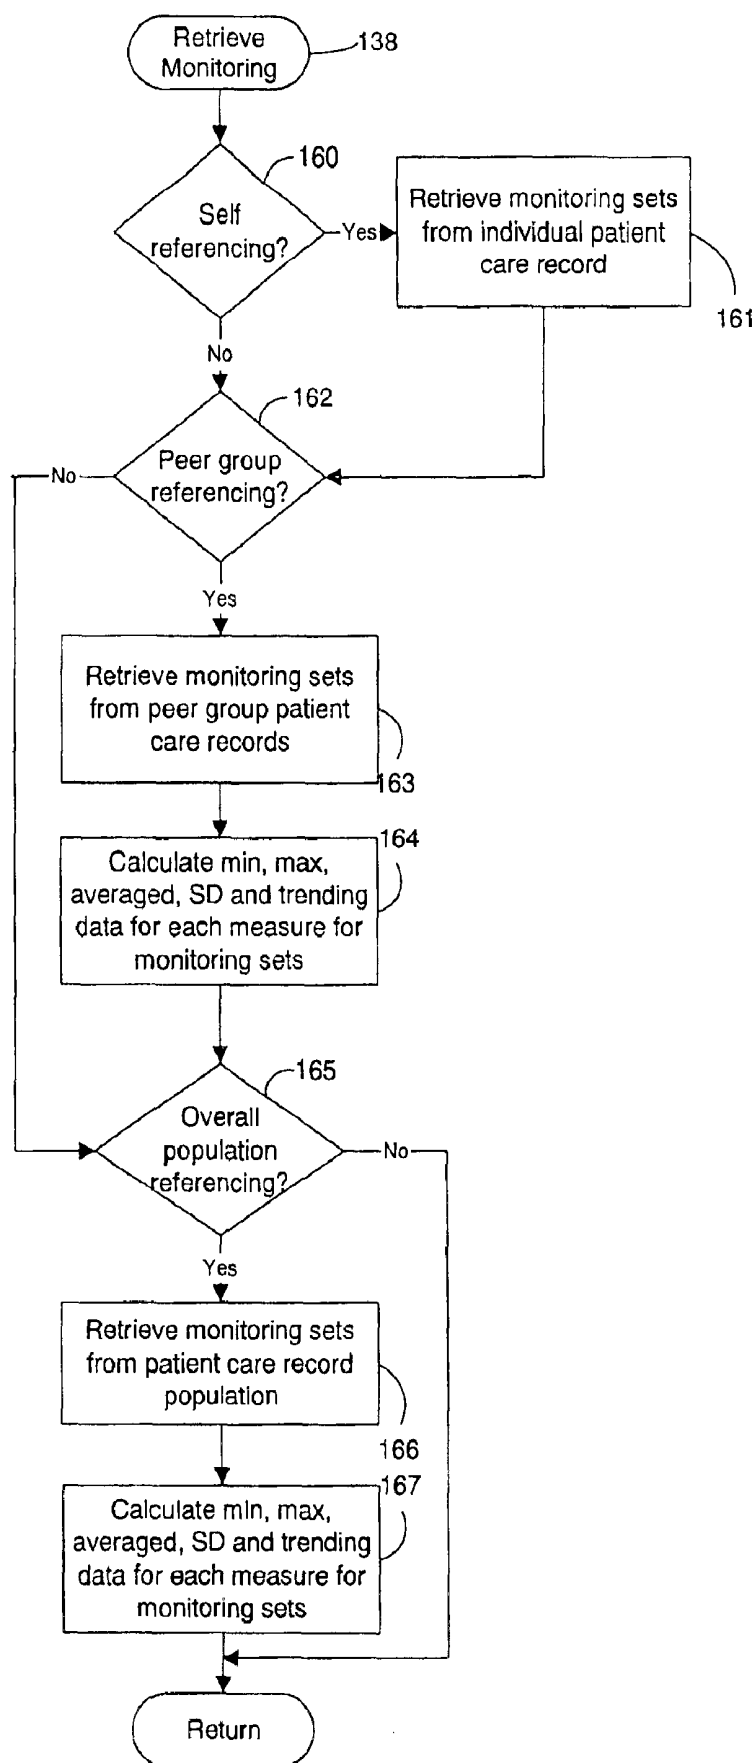 Retrieve
Monitoring
138
160
Self
referencing?
Yes
Retrieve monitoring sets
from individual patient
care record
161
No
162
Peer group
referencing?
No
Yes
Retrieve monitoring sets
from peer group patient
care records
163
164
Calculate min, max,
averaged, SD and trending
data for each measure for
monitoring sets
165
Overall
population
referencing?
No
Yes
Retrieve monitoring sets
from patient care record
population
166
167
Calculate min, max,
averaged, SD and trending
data for each measure for
monitoring sets
Return